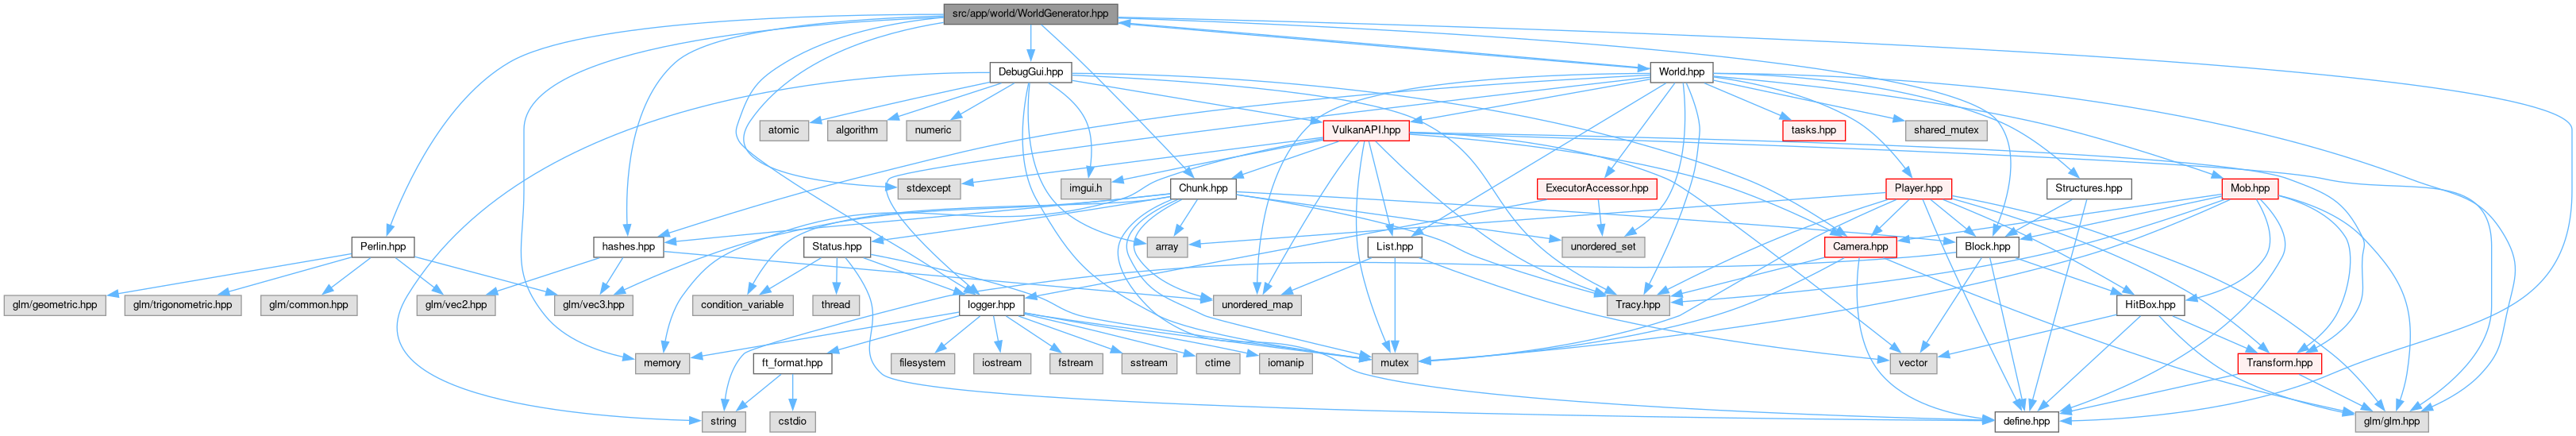 src/app/world/WorldGenerator.hpp
DebugGui.hpp
World.hpp
atomic
algorithm
numeric
VulkanAPI.hpp
tasks.hpp
shared_mutex
stdexcept
imgui.h
Chunk.hpp
ExecutorAccessor.hpp
Player.hpp
Structures.hpp
Mob.hpp
Perlin.hpp
hashes.hpp
Status.hpp
array
List.hpp
unordered_set
Camera.hpp
Block.hpp
glm/geometric.hpp
glm/trigonometric.hpp
glm/common.hpp
glm/vec2.hpp
glm/vec3.hpp
condition_variable
thread
logger.hpp
unordered_map
Tracy.hpp
HitBox.hpp
memory
ft_format.hpp
filesystem
iostream
fstream
sstream
ctime
iomanip
mutex
vector
Transform.hpp
string
cstdio
define.hpp
glm/glm.hpp